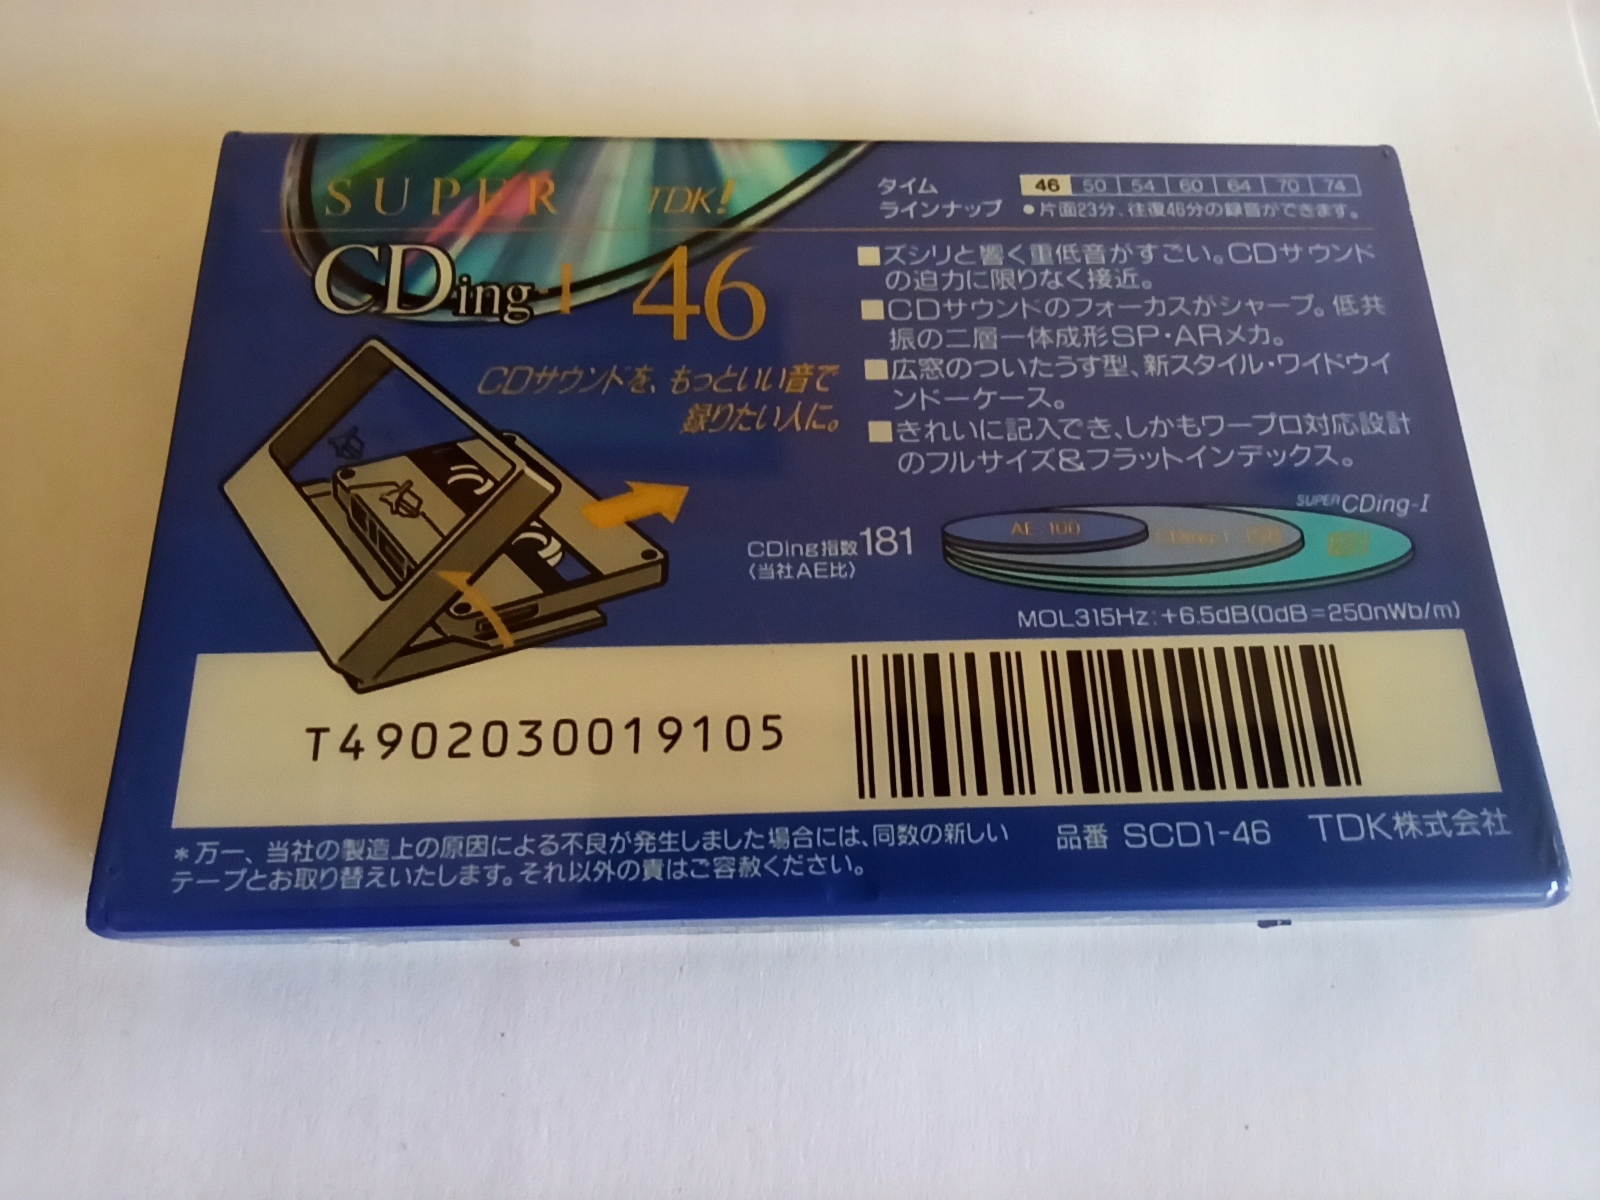 SUPER TDK!
CDing-I 46
CDサウンドを、もっといい音で
録りたい人に。
タイム
ラインナップ
46 50 54 60 64 70 74
●片面23分、往復46分の録音ができます。
■ズシリと響く重低音がすごい。CDサウンド
の迫力に限りなく接近。
■CDサウンドのフォーカスがシャープ。低共
振の二層一体成形SP・ARメカ。
■広窓のついたうす型、新スタイル・ワイドウイ
ンドーケース。
■きれいに記入でき、しかもワープロ対応設計
のフルサイズ&フラットインデックス。
SUPER CDing-I
AE 100
CDing指数181
〈当社AE比〉
MOL315Hz:+6.5dB(0dB=250nWb/m)
T4902030019105
*万一、当社の製造上の原因による不良が発生しました場合には、同数の新しい
テープとお取り替えいたします。それ以外の責はご容赦ください。
品番 SCD1-46 TDK株式会社